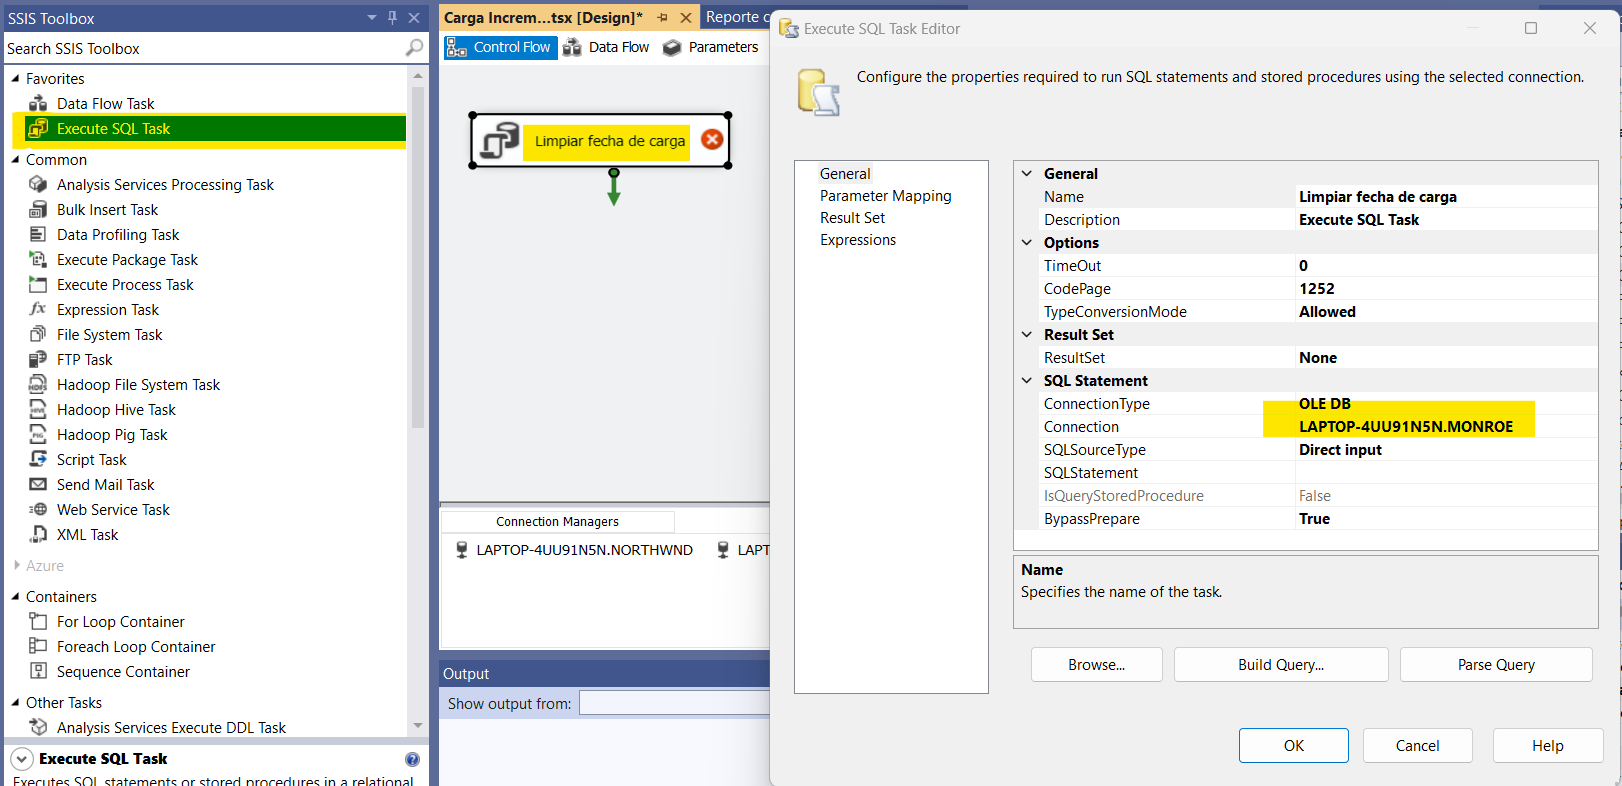 SSIS Toolbox
Search SSIS Toolbox
Favorites
Data Flow Task
Execute SQL Task
Common
Analysis Services Processing Task
Bulk Insert Task
Data Profiling Task
Execute Package Task
Execute Process Task
Expression Task
File System Task
FTP Task
Hadoop File System Task
Hadoop Hive Task
Hadoop Pig Task
Script Task
Send Mail Task
Web Service Task
XML Task
Azure
Containers
For Loop Container
Foreach Loop Container
Sequence Container
Other Tasks
Analysis Services Execute DDL Task
Execute SQL Task
Executes SQL statements or stored procedures in a relational
Carga Increm...tsx [Design]*
Reporte c
Control Flow
Data Flow
Parameters
Limpiar fecha de carga
Connection Managers
LAPTOP-4UU91N5N.NORTHWND
LAPT
Output
Show output from:
Execute SQL Task Editor
Configure the properties required to run SQL statements and stored procedures using the selected connection.
General
Parameter Mapping
Result Set
Expressions
General
Name Limpiar fecha de carga
Description Execute SQL Task
Options
TimeOut 0
CodePage 1252
TypeConversionMode Allowed
Result Set
ResultSet None
SQL Statement
ConnectionType OLE DB
Connection LAPTOP-4UU91N5N.MONROE
SQLSourceType Direct input
SQLStatement
IsQueryStoredProcedure False
BypassPrepare True
Name
Specifies the name of the task.
Browse...
Build Query...
Parse Query
OK
Cancel
Help